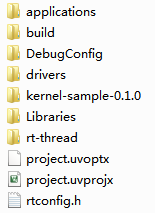 applications
build
DebugConfig
drivers
kernel-sample-0.1.0
Libraries
rt-thread
project.uvoptx
project.uvprojx
rtconfig.h